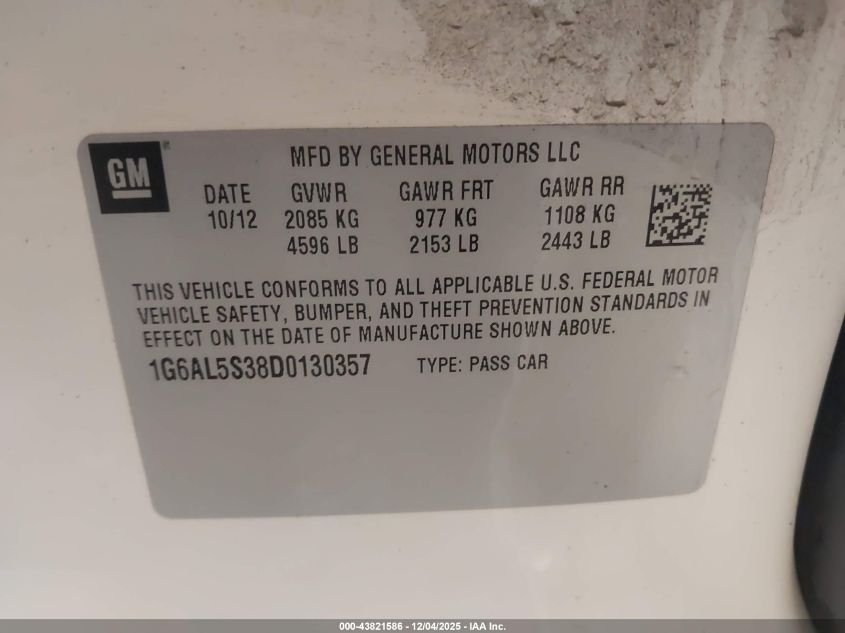 GM
MFD BY GENERAL MOTORS LLC
DATE GVWR GAWR FRT GAWR RR
10/12 2085 KG 977 KG 1108 KG
4596 LB 2153 LB 2443 LB
THIS VEHICLE CONFORMS TO ALL APPLICABLE U.S. FEDERAL MOTOR
VEHICLE SAFETY, BUMPER, AND THEFT PREVENTION STANDARDS IN
EFFECT ON THE DATE OF MANUFACTURE SHOWN ABOVE.
1G6AL5S38D0130357 TYPE: PASS CAR
000-43821586 - 12/04/2025 - IAA Inc.